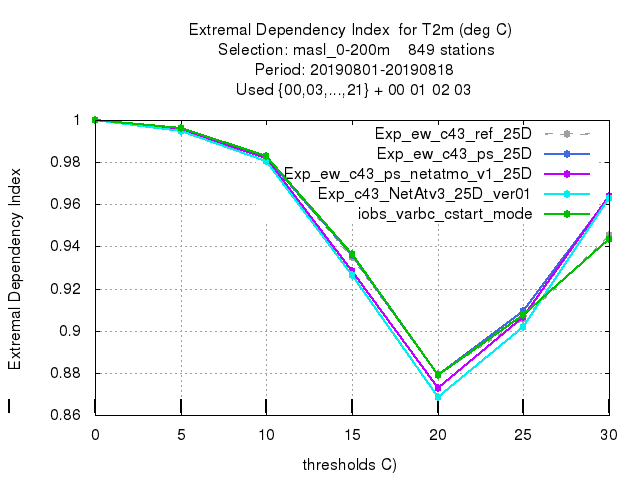 Extremal Dependency Index  for T2m (deg C)
Selection: masl_0-200m    849 stations
Period: 20190801-20190818
Used {00,03,...,21} + 00 01 02 03
Extremal Dependency Index
1
0.98
0.96
0.94
0.92
0.9
0.88
0.86
Exp_ew_c43_ref_25D
Exp_ew_c43_ps_25D
Exp_ew_c43_ps_netatmo_v1_25D
Exp_c43_NetAtv3_25D_ver01
iobs_varbc_cstart_mode
0 5 10 15 20 25 30
thresholds C)